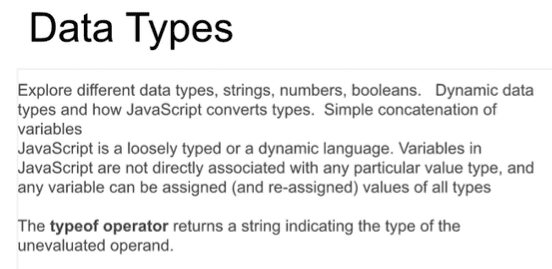 Data Types
Explore different data types, strings, numbers, booleans.   Dynamic data
types and how JavaScript converts types.  Simple concatenation of
variables
JavaScript is a loosely typed or a dynamic language. Variables in
JavaScript are not directly associated with any particular value type, and
any variable can be assigned (and re-assigned) values of all types
The typeof operator returns a string indicating the type of the
unevaluated operand.